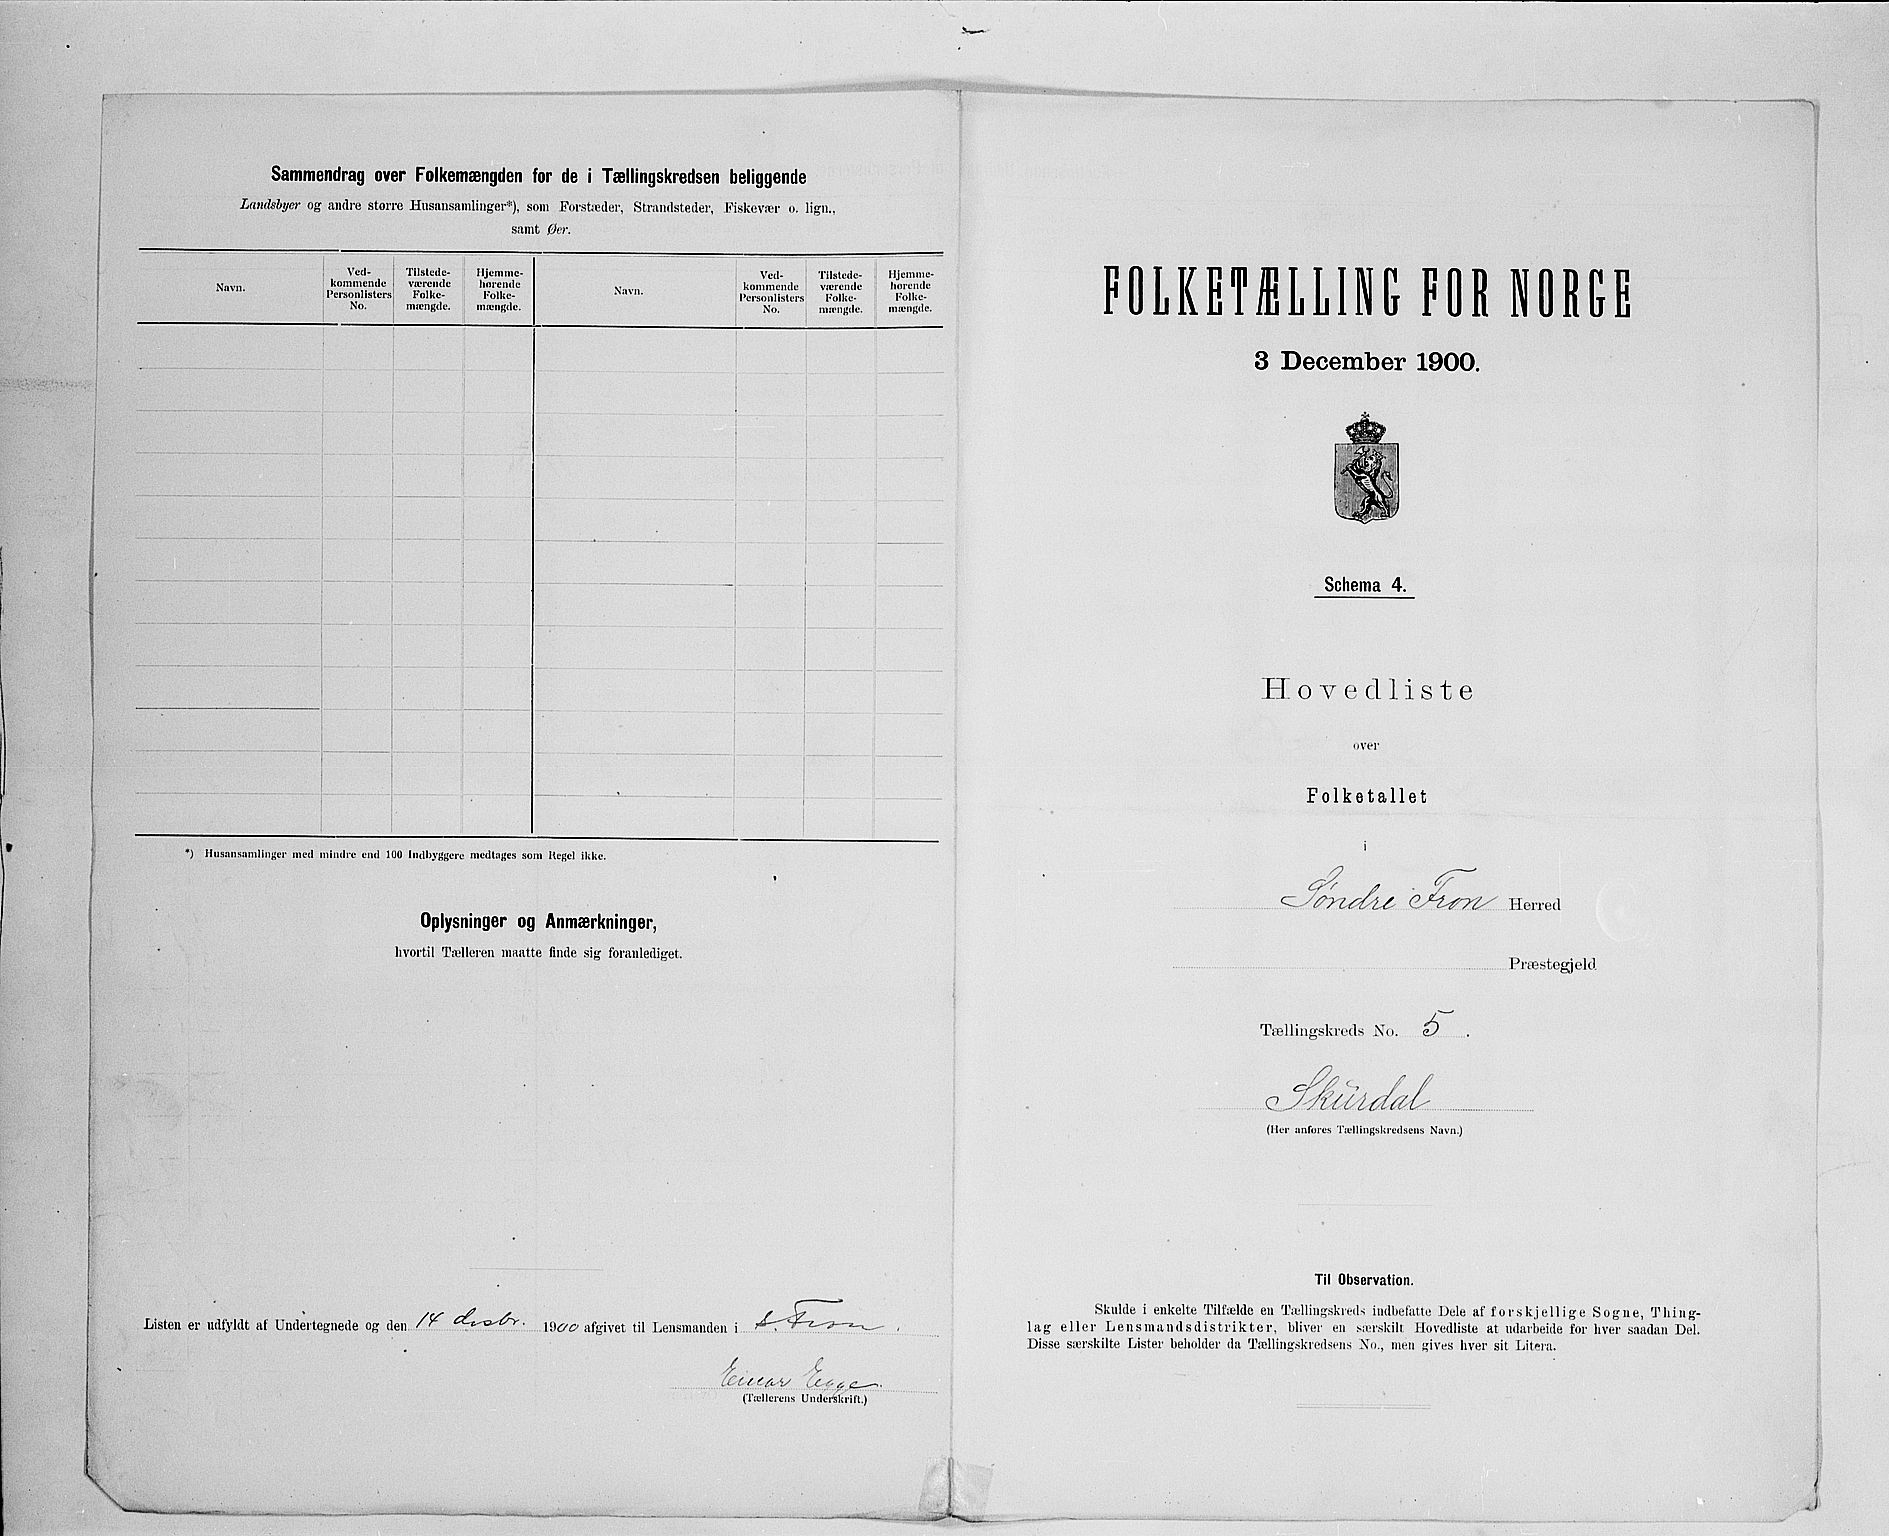 Sammendrag over Folkemængden for de i Tællingskredsen beliggende
Landsbyer og andre større Husansamlinger*), som Forstæder, Strandsteder, Fiskevær o. lign.,
samt Øer.
Navn.
Ved-
kommende
Personlisters
No.
Tilstede-
værende
Folke-
mængde.
Hjemme-
hørende
Folke-
mængde.
Navn.
Ved-
kommende
Personlisters
No.
Tilstede-
værende
Folke-
mængde.
Hjemme-
hørende
Folke-
mængde.
*) Husansamlinger med mindre end 100 Indbyggere medtages som Regel ikke.
Oplysninger og Anmærkninger,
hvortil Tælleren maatte finde sig foranlediget.
Listen er udfyldt af Undertegnede og den 14 desbr. 1900 afgivet til Lensmanden i S. Fron.
Einar Egge.
(Tællerens Underskrift.)
FOLKETÆLLING FOR NORGE
3 December 1900.
Schema 4.
Hovedliste
over
Folketallet
i
Søndre Fron Herred
Præstegjeld
Tællingskreds No. 5.
Skŭrdal
(Her anføres Tællingskredsens Navn.)
Til Observation.
Skulde i enkelte Tilfælde en Tællingskreds indbefatte Dele af forskjellige Sogne, Thing-
lag eller Lensmandsdistrikter, bliver en særskilt Hovedliste at udarbeide for hver saadan Del.
Disse særskilte Lister beholder da Tællingskredsens No., men gives hver sit Litera.